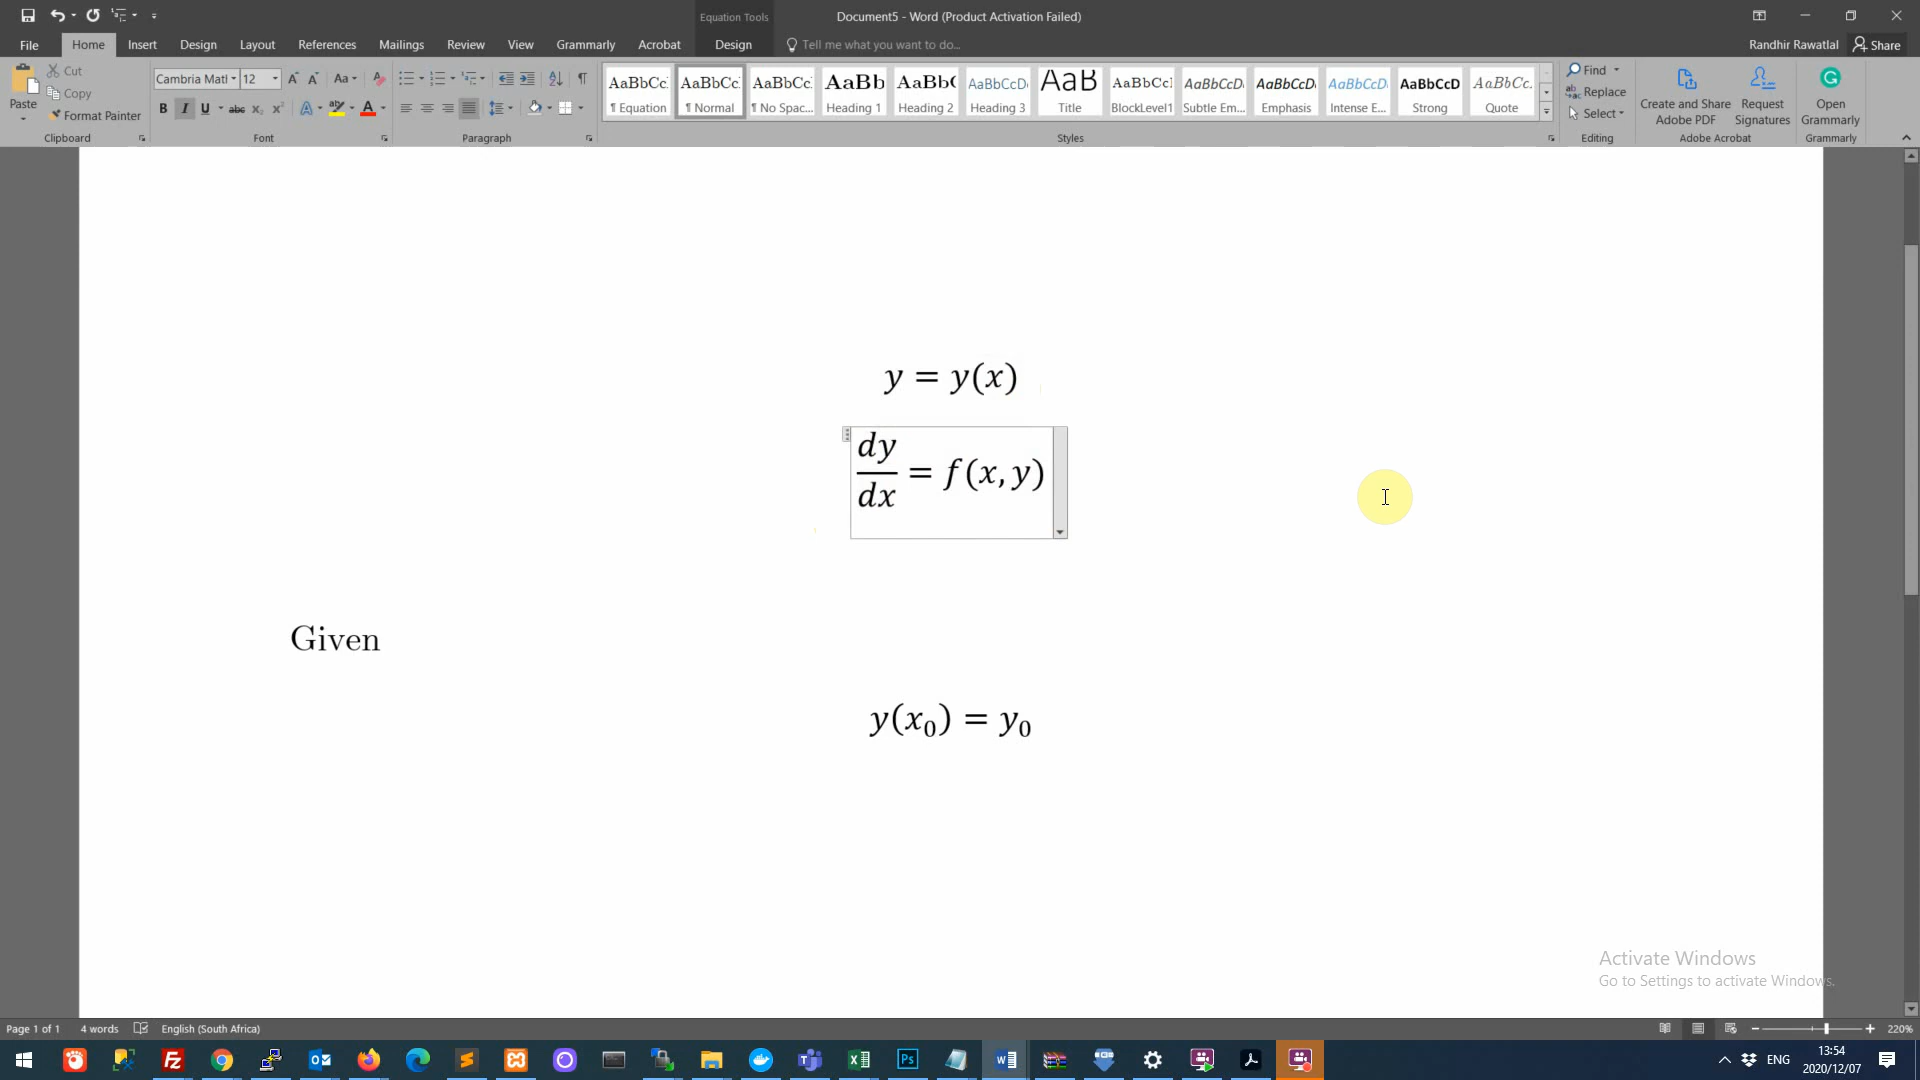 Equation Tools
Document5 - Word (Product Activation Failed)
File Home Insert Design Layout References Mailings Review View Grammarly Acrobat Design Tell me what you want to do... Randhir Rawatlal Share
Paste
Cut
Copy
Format Painter
Clipboard
Cambria Matl 12
Font
Paragraph
AaBbCc AaBbCc AaBbCc AaBb AaBb( AaBbCcD AaB AaBbCcI AaBbCcD AaBbCcD AaBbCcD AaBbCcD AaBbCc.
¶ Equation ¶ Normal ¶ No Spac... Heading 1 Heading 2 Heading 3 Title BlockLevel1 Subtle Em... Emphasis Intense E... Strong Quote
Styles
Find
Replace
Select
Editing
Create and Share Adobe PDF
Request Signatures
Adobe Acrobat
Open Grammarly
Grammarly
y = y(x)
dy/dx = f(x, y)
Given
y(x₀) = y₀
Activate Windows
Go to Settings to activate Windows.
Page 1 of 1 4 words English (South Africa) 220%
ENG 13:54
2020/12/07